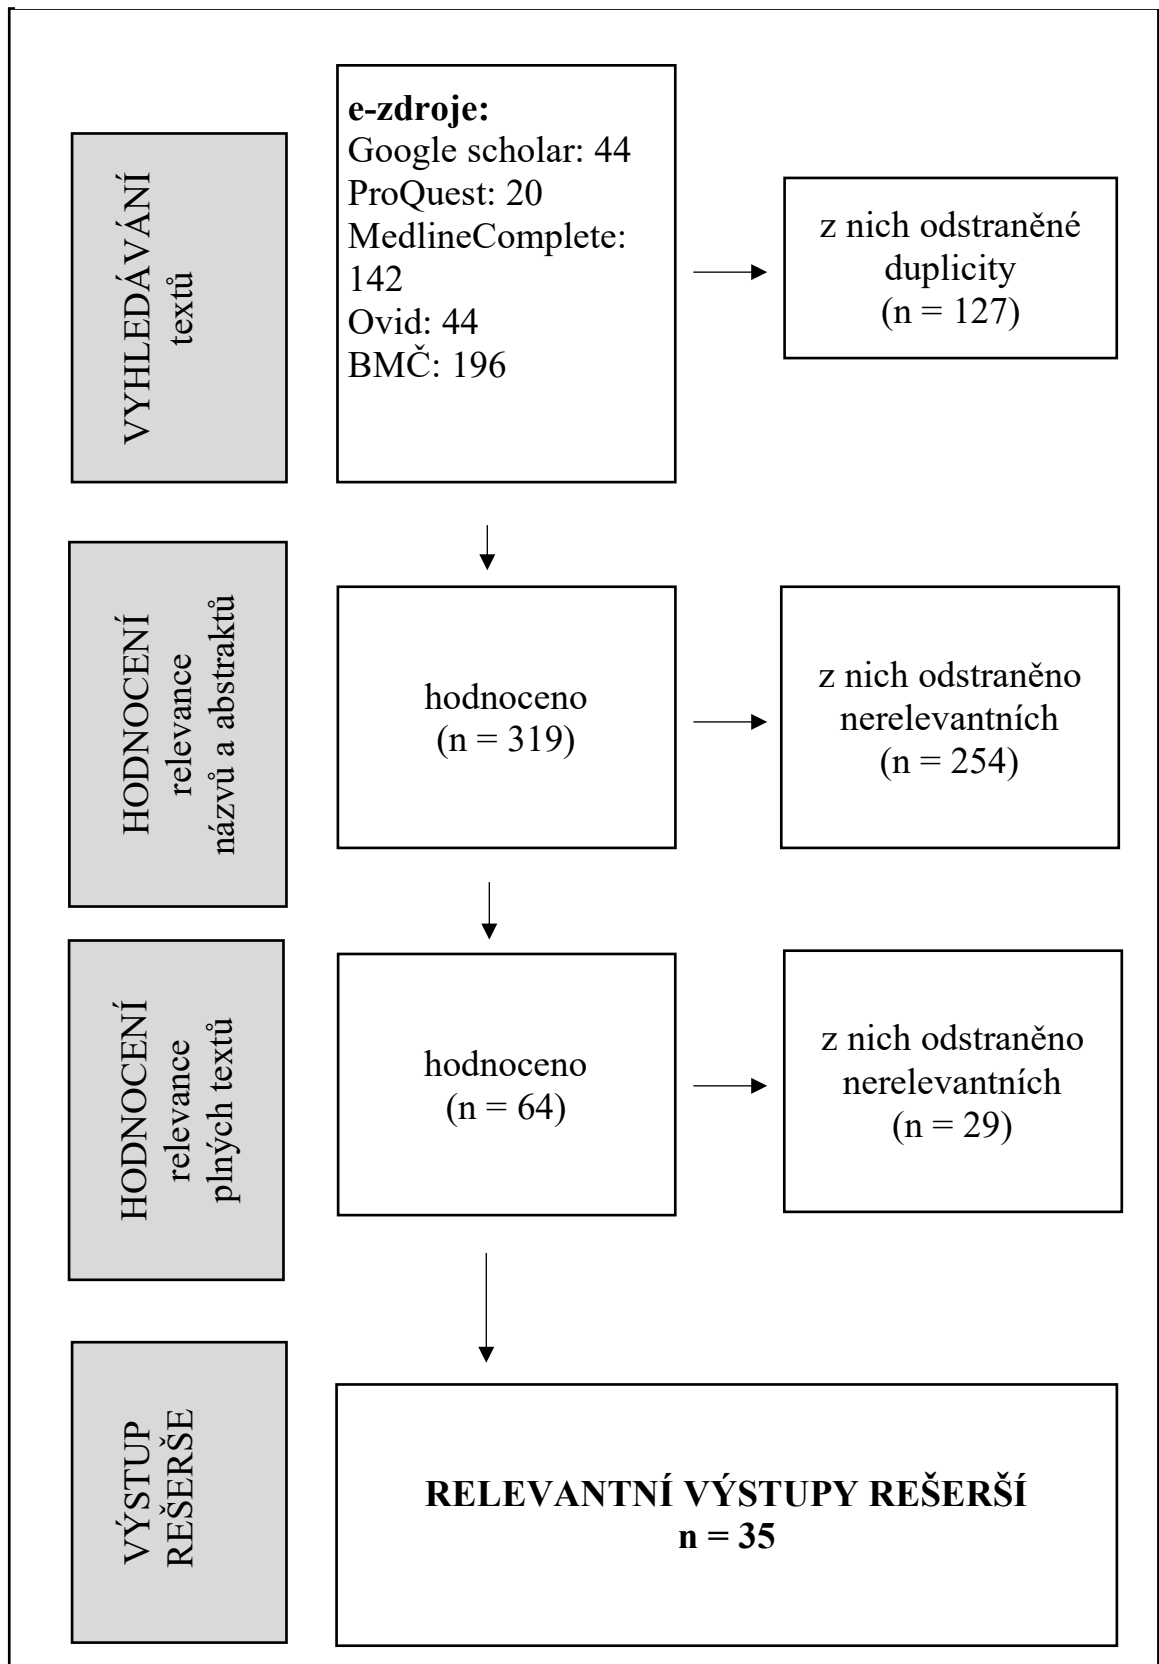 VYHLEDÁVÁNÍ
textů
e-zdroje:
Google scholar: 44
ProQuest: 20
MedlineComplete:
142
Ovid: 44
BMČ: 196
z nich odstraněné
duplicity
(n = 127)
HODNOCENÍ
relevance
názvů a abstraktů
hodnoceno
(n = 319)
z nich odstraněno
nerelevantních
(n = 254)
HODNOCENÍ
relevance
plných textů
hodnoceno
(n = 64)
z nich odstraněno
nerelevantních
(n = 29)
VÝSTUP
REŠERŠE
RELEVANTNÍ VÝSTUPY REŠERŠÍ
n = 35